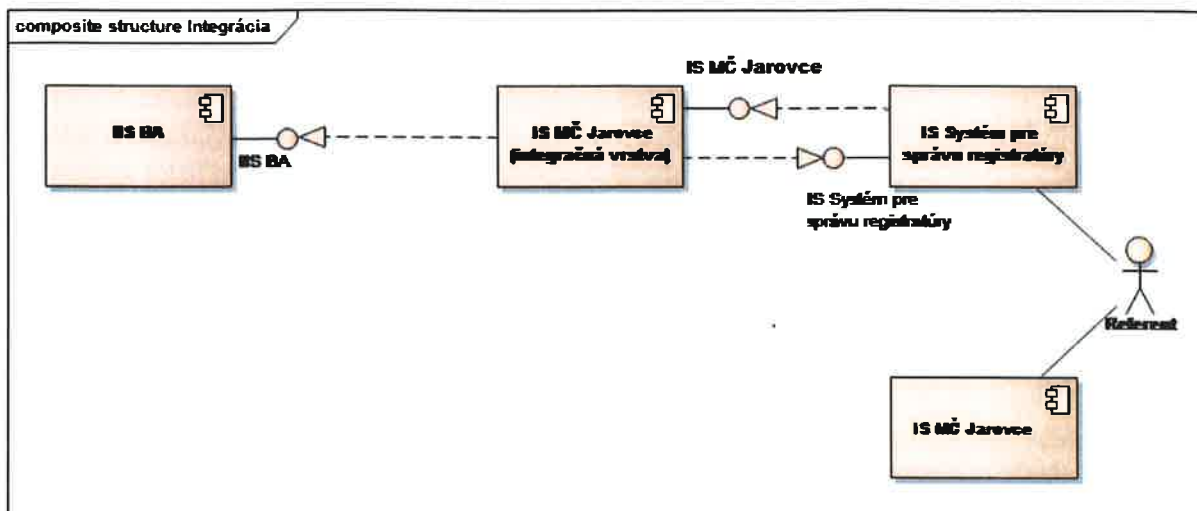 composite structure Integrácia
IS MČ Jarovce
IIS BA
IIS BA
IS MČ Jarovce
(integračná vrstva)
IS Systém pre
správu registratúry
IS Systém pre
správu registratúry
Referent
IS MČ Jarovce